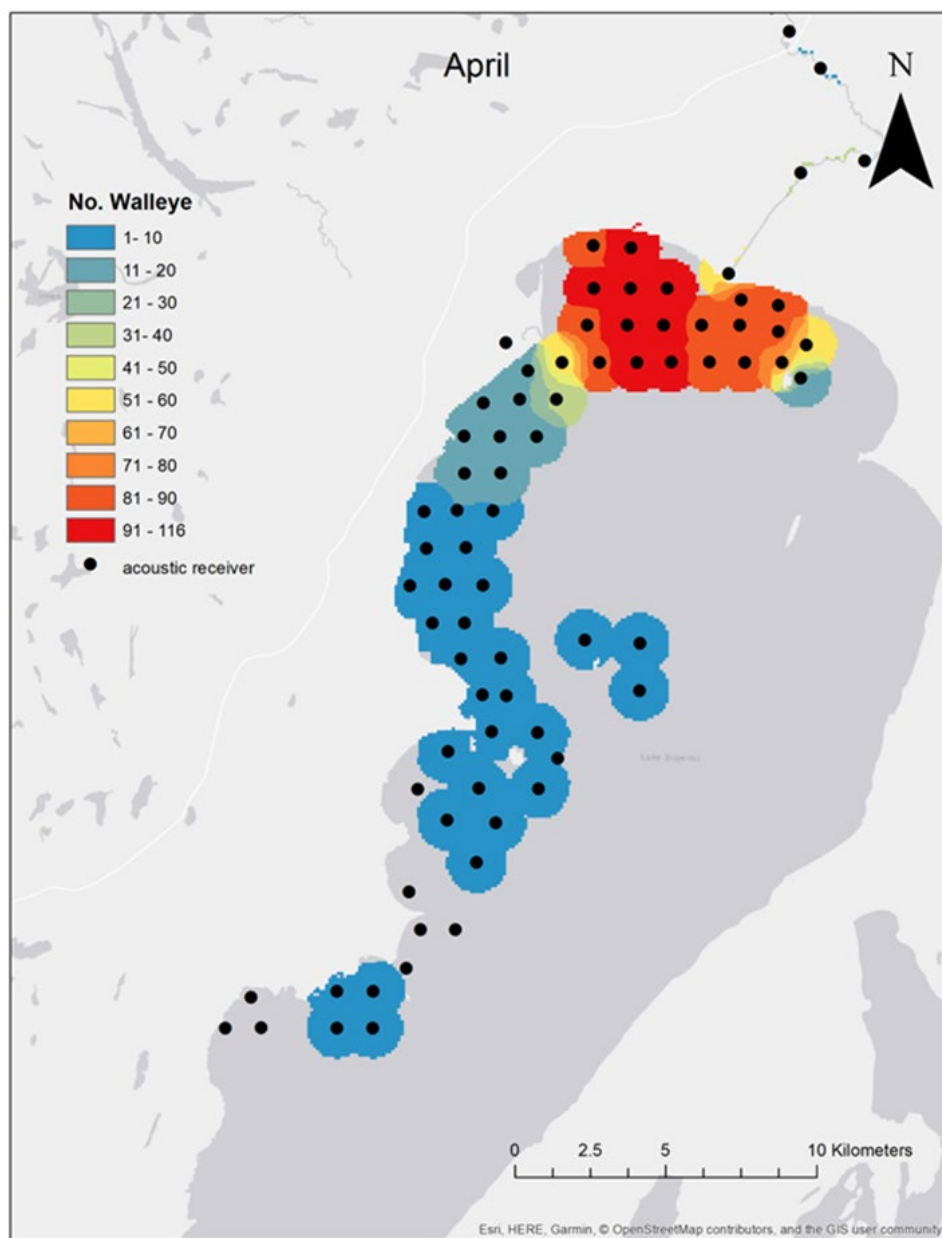 April
N
No. Walleye
1- 10
11 - 20
21 - 30
31- 40
41 - 50
51 - 60
61 - 70
71 - 80
81 - 90
91 - 116
acoustic receiver
Lake Superior
0 2.5 5 10 Kilometers
Esri, HERE, Garmin, © OpenStreetMap contributors, and the GIS user community